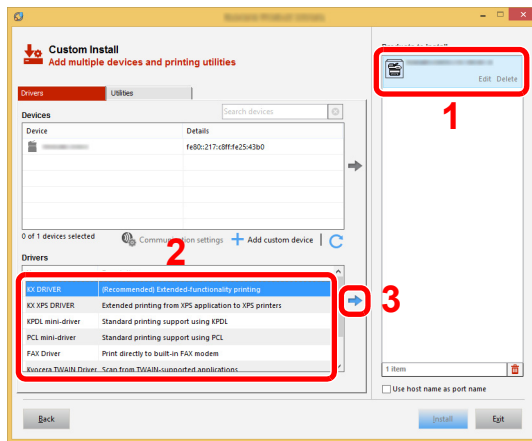 Custom Install
Add multiple devices and printing utilities
Drivers
Utilities
Devices
Search devices
Device
Details
fe80::217:c8ff:fe25:43b0
0 of 1 devices selected
Communication settings
Add custom device
Drivers
KX DRIVER
(Recommended) Extended-functionality printing
KX XPS DRIVER
Extended printing from XPS application to XPS printers
KPDL mini-driver
Standard printing support using KPDL
PCL mini-driver
Standard printing support using PCL
FAX Driver
Print directly to built-in FAX modem
Kyocera TWAIN Driver
Scan from TWAIN-supported applications
2
3
Products to install
Edit
Delete
1
1 item
Use host name as port name
Back
Install
Exit